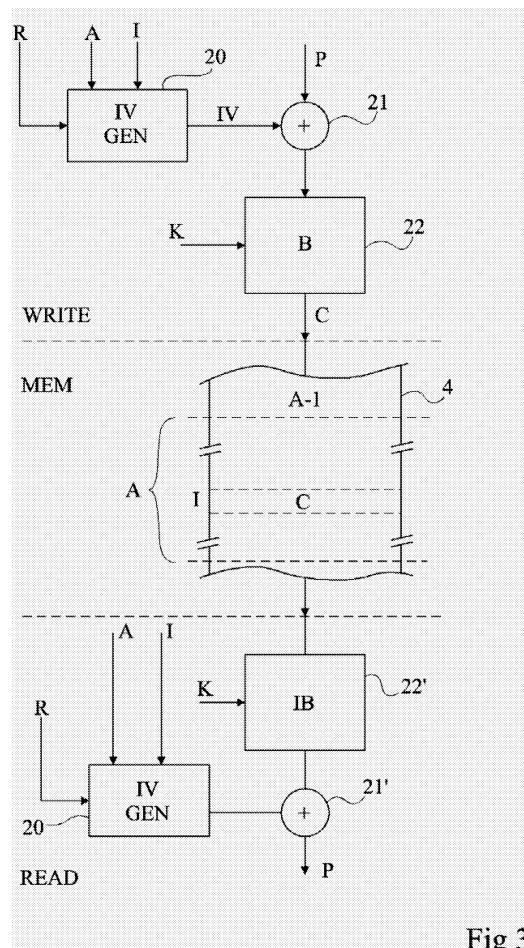 R A I 20 P
IV
GEN
IV
+
21
K
B
22
WRITE
C
MEM
A-1
4
A
I
C
A I
K
IB
22'
R
IV
GEN
20
+
21'
READ
P
Fig 3